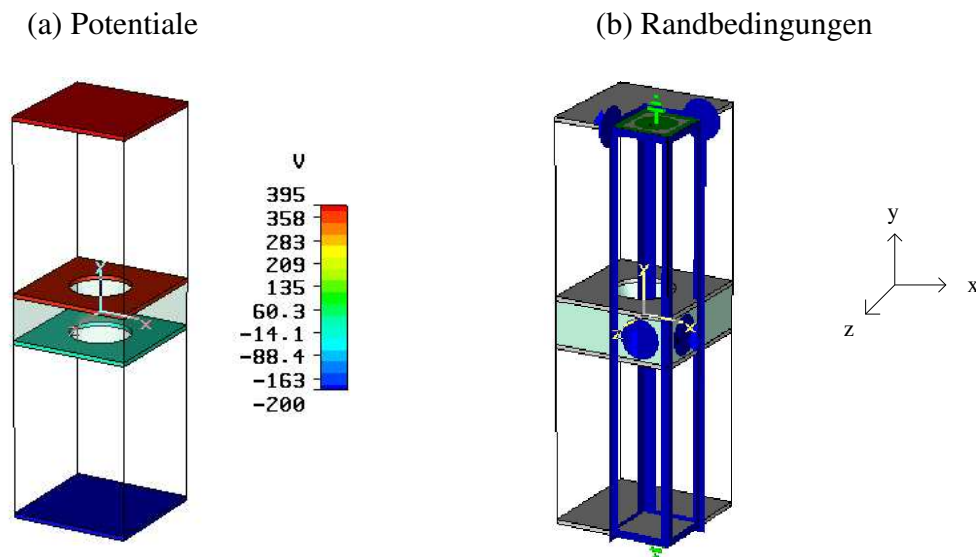 (a) Potentiale
(b) Randbedingungen
V
395
358
283
209
135
60.3
-14.1
-88.4
-163
-200
Y
X
Y
X
Z
y
x
z